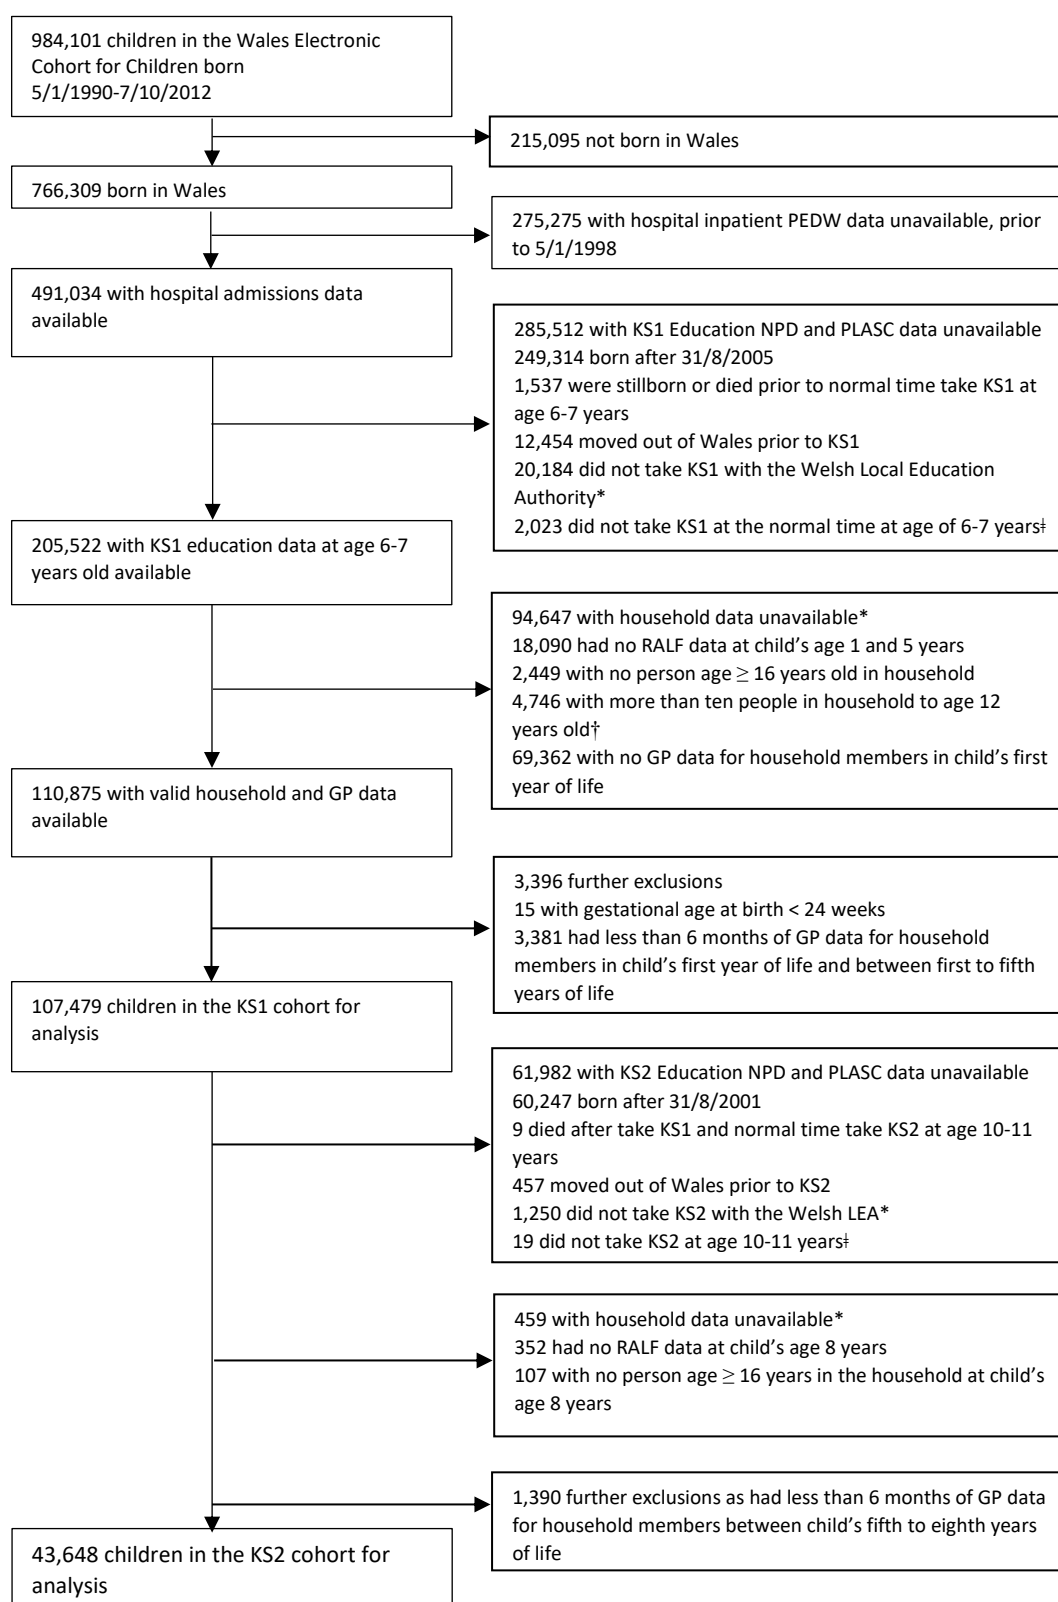 984,101 children in the Wales Electronic
Cohort for Children born
5/1/1990-7/10/2012
215,095 not born in Wales
766,309 born in Wales
275,275 with hospital inpatient PEDW data unavailable, prior
to 5/1/1998
491,034 with hospital admissions data
available
285,512 with KS1 Education NPD and PLASC data unavailable
249,314 born after 31/8/2005
1,537 were stillborn or died prior to normal time take KS1 at
age 6-7 years
12,454 moved out of Wales prior to KS1
20,184 did not take KS1 with the Welsh Local Education
Authority*
2,023 did not take KS1 at the normal time at age of 6-7 years‡
205,522 with KS1 education data at age 6-7
years old available
94,647 with household data unavailable*
18,090 had no RALF data at child’s age 1 and 5 years
2,449 with no person age ≥ 16 years old in household
4,746 with more than ten people in household to age 12
years old†
69,362 with no GP data for household members in child’s first
year of life
110,875 with valid household and GP data
available
3,396 further exclusions
15 with gestational age at birth < 24 weeks
3,381 had less than 6 months of GP data for household
members in child’s first year of life and between first to fifth
years of life
107,479 children in the KS1 cohort for
analysis
61,982 with KS2 Education NPD and PLASC data unavailable
60,247 born after 31/8/2001
9 died after take KS1 and normal time take KS2 at age 10-11
years
457 moved out of Wales prior to KS2
1,250 did not take KS2 with the Welsh LEA*
19 did not take KS2 at age 10-11 years‡
459 with household data unavailable*
352 had no RALF data at child’s age 8 years
107 with no person age ≥ 16 years in the household at child’s
age 8 years
1,390 further exclusions as had less than 6 months of GP data
for household members between child’s fifth to eighth years
of life
43,648 children in the KS2 cohort for
analysis